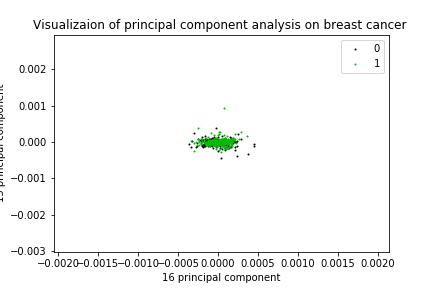 Visualizaion of principal component analysis on breast cancer
0
1
0.002
0.001
0.000
−0.001
−0.002
−0.003
principal component
−0.0020−0.0015−0.0010−0.0005 0.0000 0.0005 0.0010 0.0015 0.0020
16 principal component